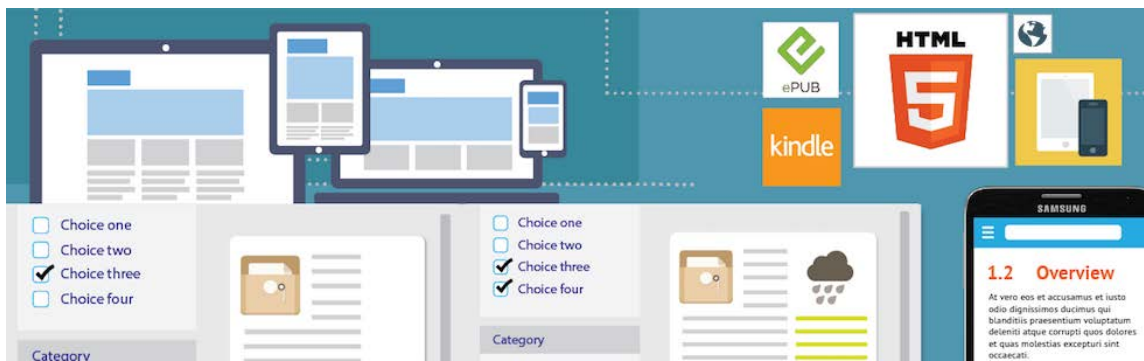 ePUB
HTML
5
kindle
Choice one
Choice two
Choice three
Choice four
Category
Choice one
Choice two
Choice three
Choice four
Category
SAMSUNG
1.2 Overview
At vero eos et accusamus et iusto
odio dignissimos ducimus qui
blanditiis praesentium voluptatum
deleniti atque corrupti quos dolores
et quas molestias excepturi sint
occaecati.